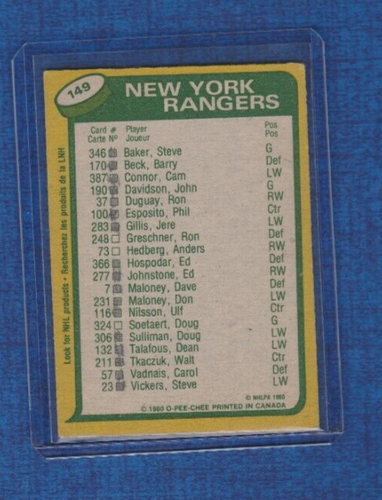 149
NEW YORK
RANGERS
Card # Player Pos
Carte Nº Joueur Pos
346 Baker, Steve G
170 Beck, Barry Def
387 Connor, Cam LW
190 Davidson, John G
37 Duguay, Ron RW
100 Esposito, Phil Ctr
283 Gillis, Jere LW
248 Greschner, Ron Def
73 Hedberg, Anders RW
366 Hospodar, Ed Def
277 Johnstone, Ed RW
7 Maloney, Dave Def
231 Maloney, Don LW
116 Nilsson, Ulf Ctr
324 Soetaert, Doug G
306 Sulliman, Doug LW
132 Talafous, Dean LW
211 Tkaczuk, Walt Ctr
57 Vadnais, Carol Def
23 Vickers, Steve LW
© NHLPA 1980
© 1980 O-PEE-CHEE PRINTED IN CANADA
Look for NHL products • Recherchez les produits de la LNH